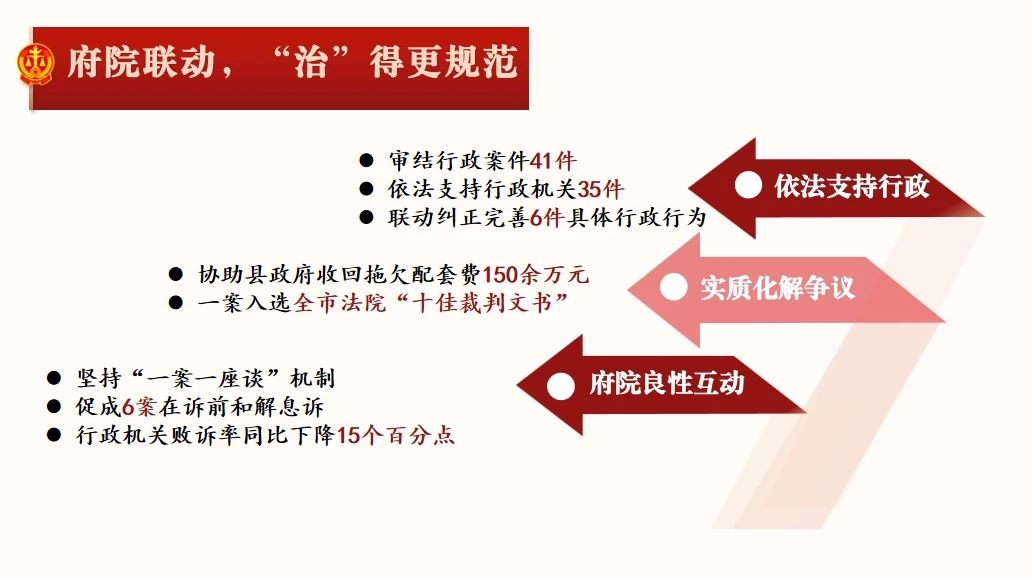 府院联动，“治”得更规范
审结行政案件41件
依法支持行政机关35件
联动纠正完善6件具体行政行为
依法支持行政
协助县政府收回拖欠配套费150余万元
一案入选全市法院“十佳裁判文书”
实质化解争议
坚持“一案一座谈”机制
促成6案在诉前和解息诉
行政机关败诉率同比下降15个百分点
府院良性互动